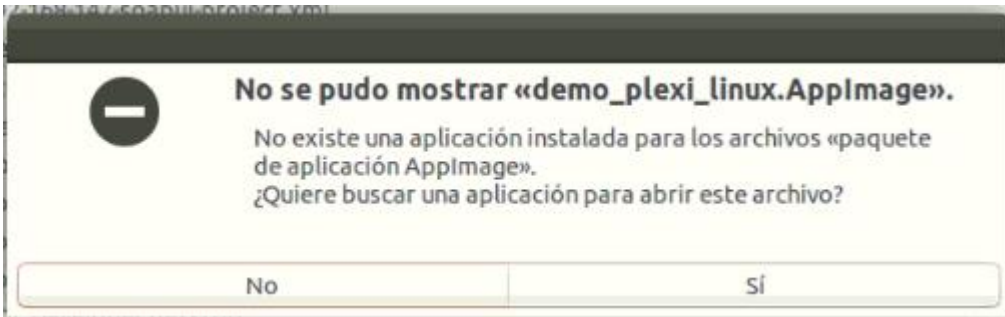 No se pudo mostrar «demo_plexi_linux.AppImage».
No existe una aplicación instalada para los archivos «paquete
de aplicación AppImage».
¿Quiere buscar una aplicación para abrir este archivo?
No
Sí